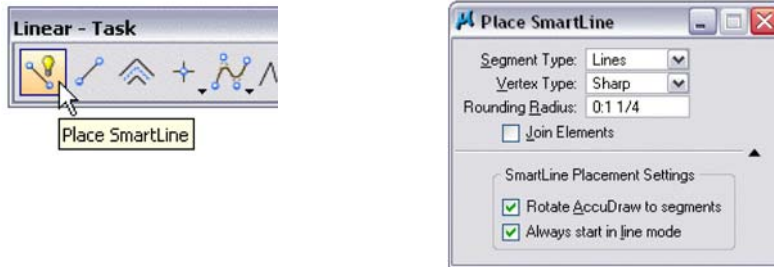 Linear - Task
Place SmartLine
Place SmartLine
Segment Type: Lines
Vertex Type: Sharp
Rounding Radius: 0:1 1/4
Join Elements
SmartLine Placement Settings
Rotate AccuDraw to segments
Always start in line mode